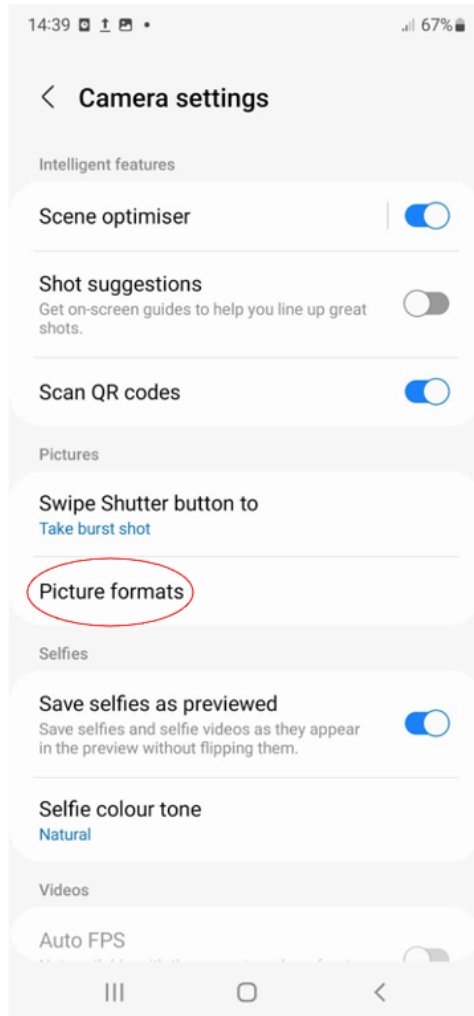 14:39 67%
Camera settings
Intelligent features
Scene optimiser
Shot suggestions
Get on-screen guides to help you line up great
shots.
Scan QR codes
Pictures
Swipe Shutter button to
Take burst shot
Picture formats
Selfies
Save selfies as previewed
Save selfies and selfie videos as they appear
in the preview without flipping them.
Selfie colour tone
Natural
Videos
Auto FPS